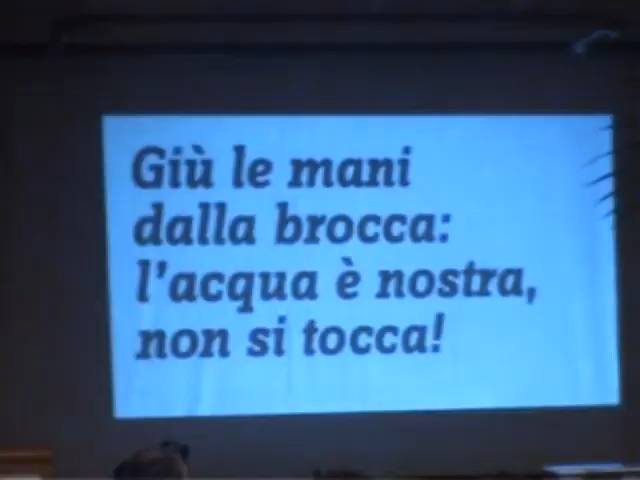 Giù le mani
dalla brocca:
l'acqua è nostra,
non si tocca!